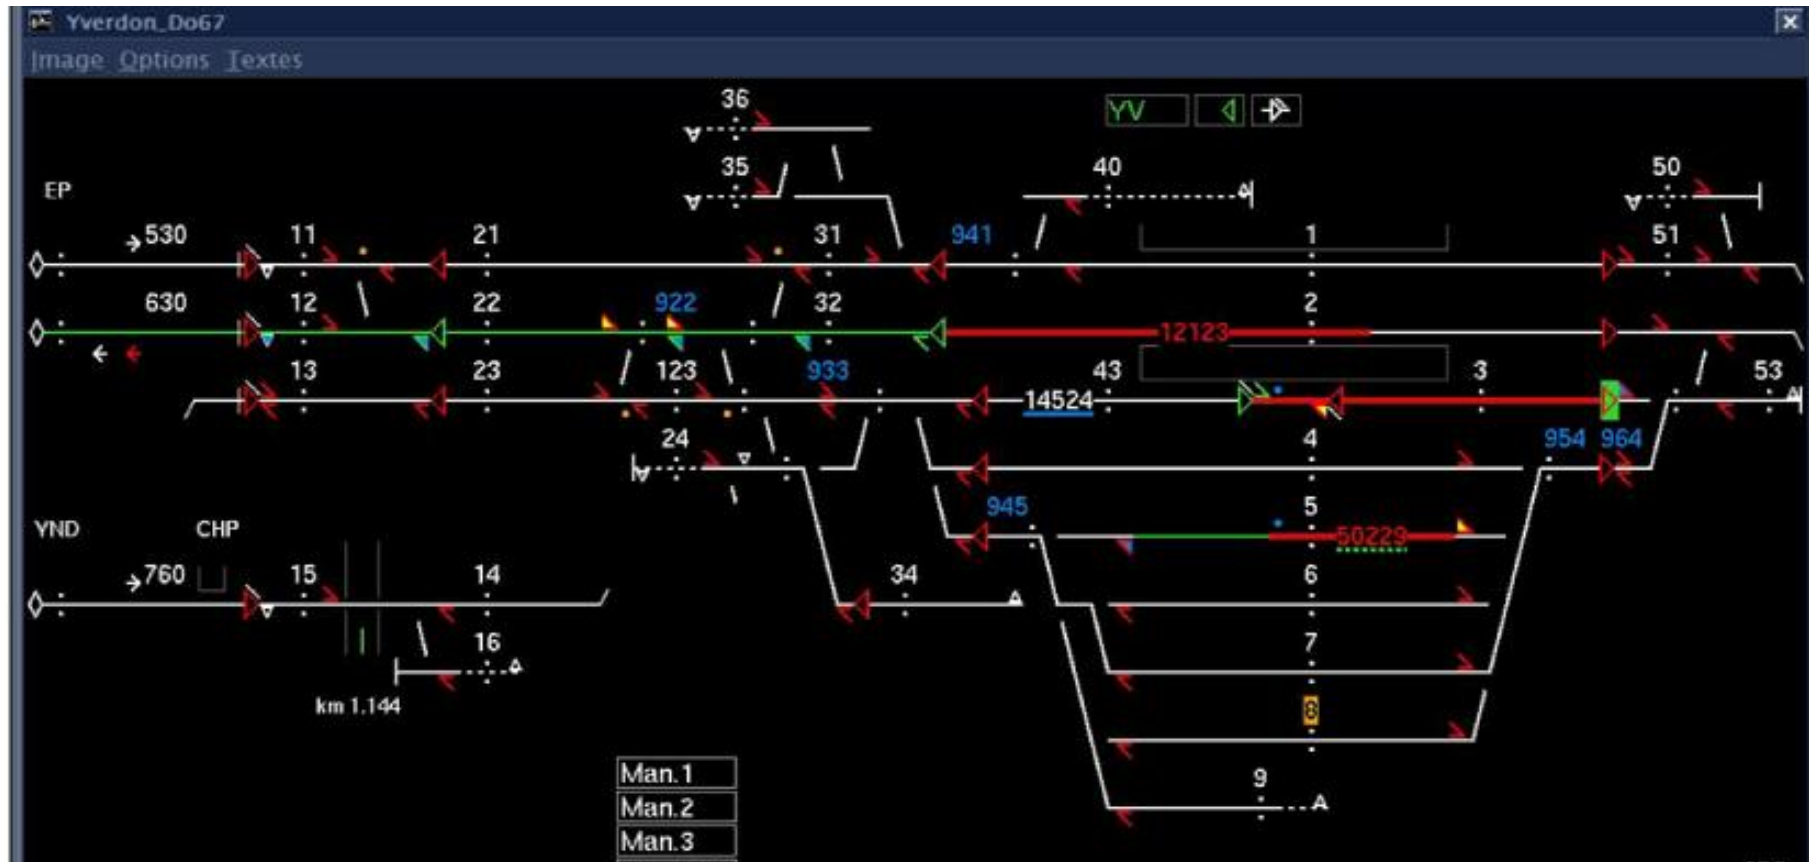 Yverdon_Do67
Image Options Textes
36
YV
35 40 50
EP
530 11 21 31 941 1 51
630 12 22 922 32 2
12123
13 23 123 933 43 3 53
14524
24 4 954 964
YND CHP 945 5
50229
760 15 14 34 6
16 7
km 1.144 8
Man.1
9
Man.2
Man.3